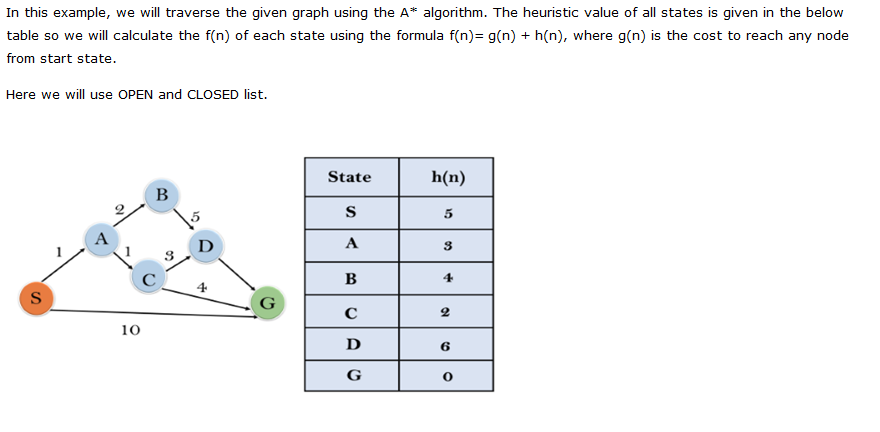 In this example, we will traverse the given graph using the A* algorithm. The heuristic value of all states is given in the below
table so we will calculate the f(n) of each state using the formula f(n)= g(n) + h(n), where g(n) is the cost to reach any node
from start state.
Here we will use OPEN and CLOSED list.
B
2
5
A
D
1
1
3
C
4
S
G
10
State h(n)
S 5
A 3
B 4
C 2
D 6
G 0